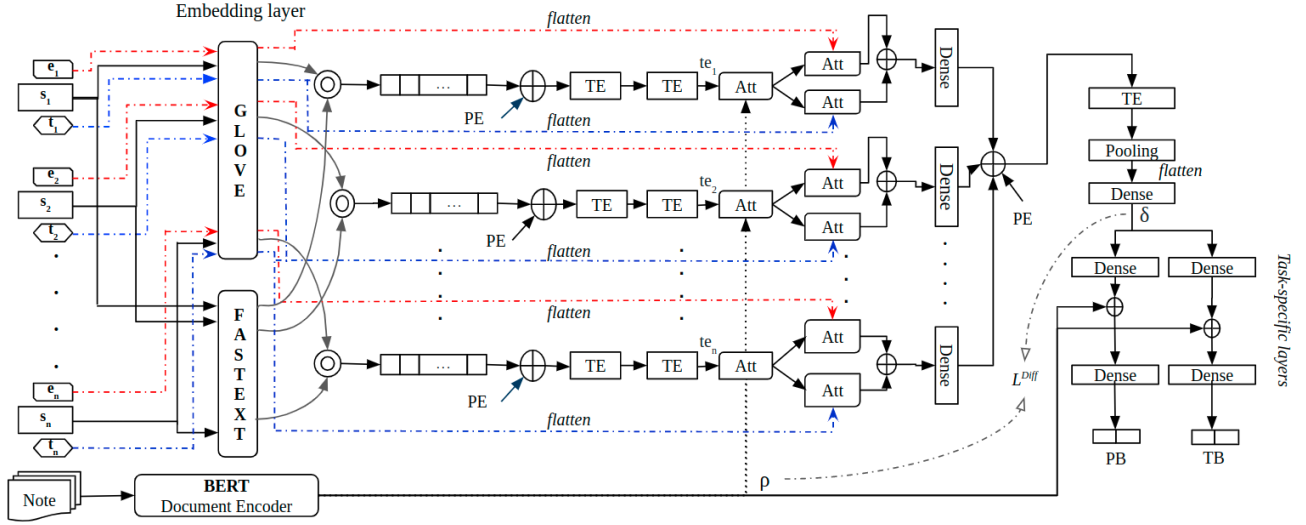 Embedding layer
flatten
e1
s1
t1
GLOVE
...
PE
TE
TE
te1
Att
Att
Att
Dense
flatten
TE
Pooling
flatten
Dense
δ
e2
s2
t2
flatten
...
PE
TE
TE
te2
Att
Att
Att
Dense
PE
flatten
Dense
Dense
Task-specific layers
FASTEXT
flatten
...
PE
TE
TE
ten
Att
Att
Att
Dense
L^Diff
Dense
Dense
en
sn
tn
flatten
PB
TB
Note
BERT
Document Encoder
ρ